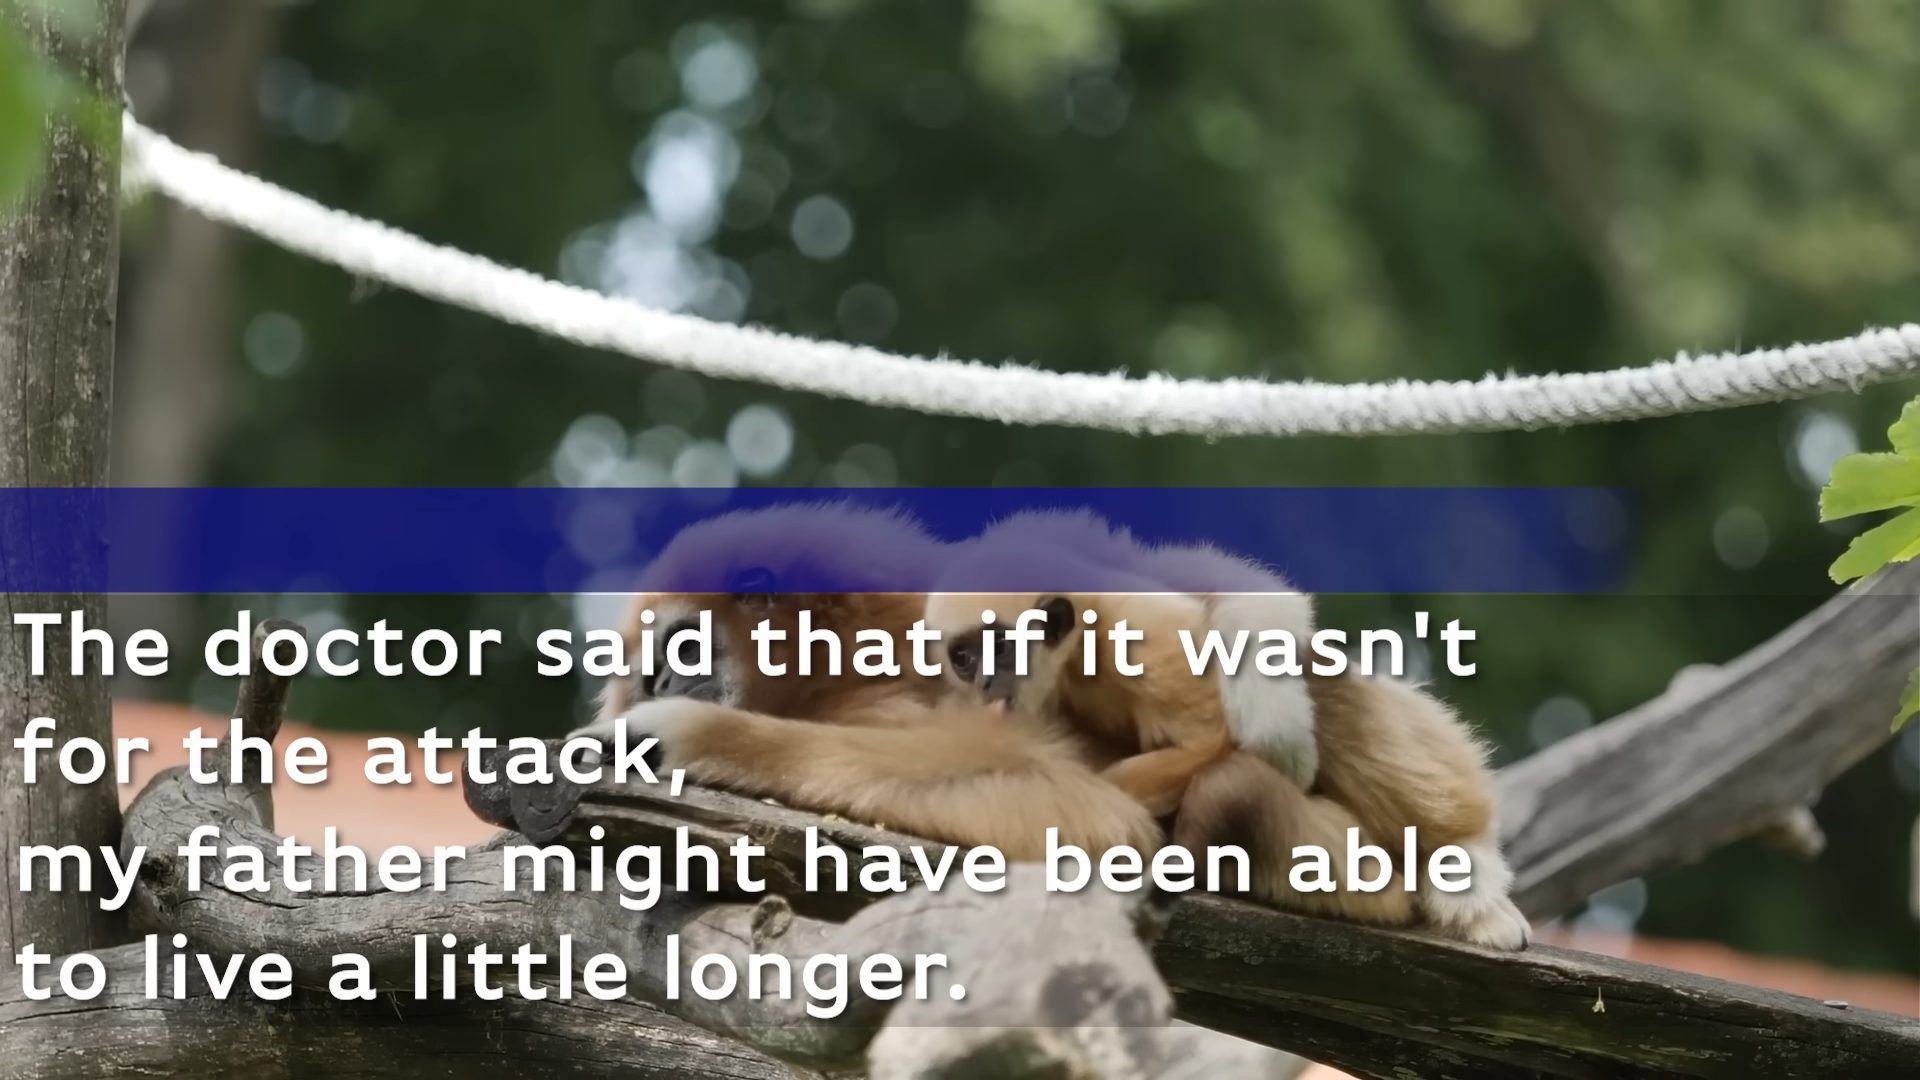 The doctor said that if it wasn't
for the attack,
my father might have been able
to live a little longer.